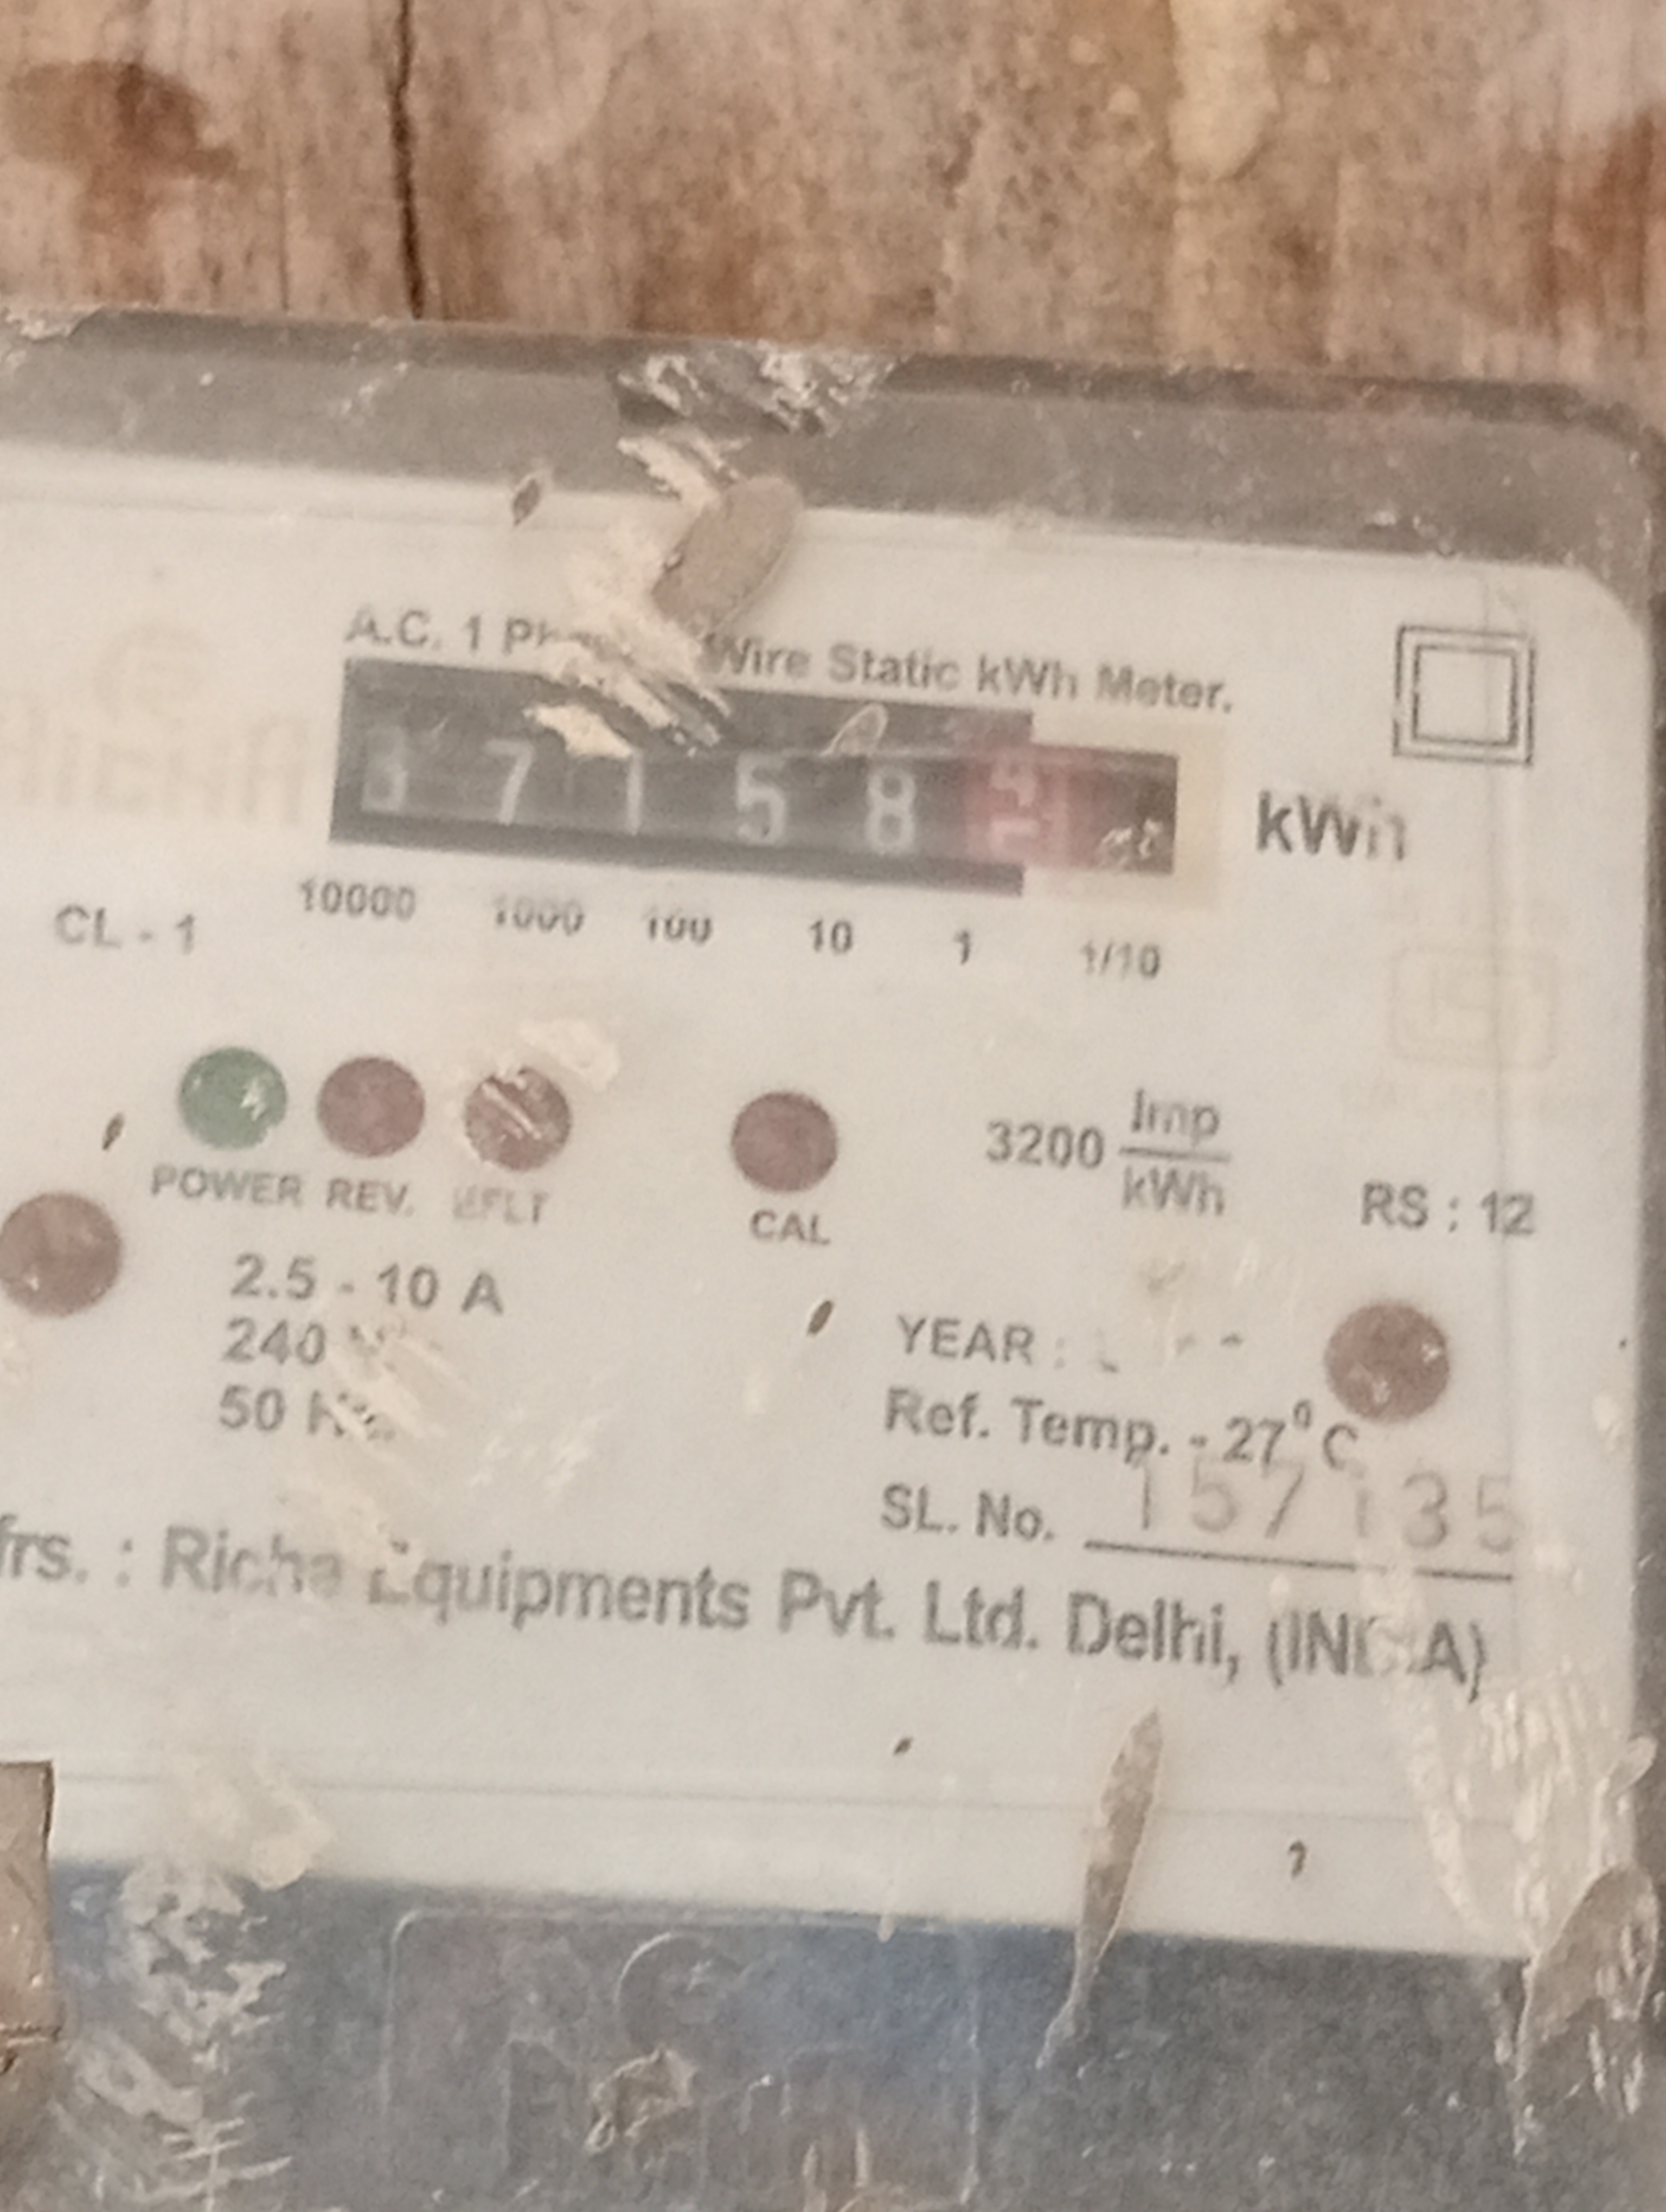 A.C. 1 Wire Static kWh Meter.
7 1 5 8 2 kWh
10000 1000 100 10 1 1/10
CL - 1
POWER REV. CAL
3200 Imp/kWh
RS : 12
2.5 - 10 A
240
50
YEAR :
Ref. Temp. - 27°C
SL. No. 157135
Richa Equipments Pvt. Ltd. Delhi, (INDIA)